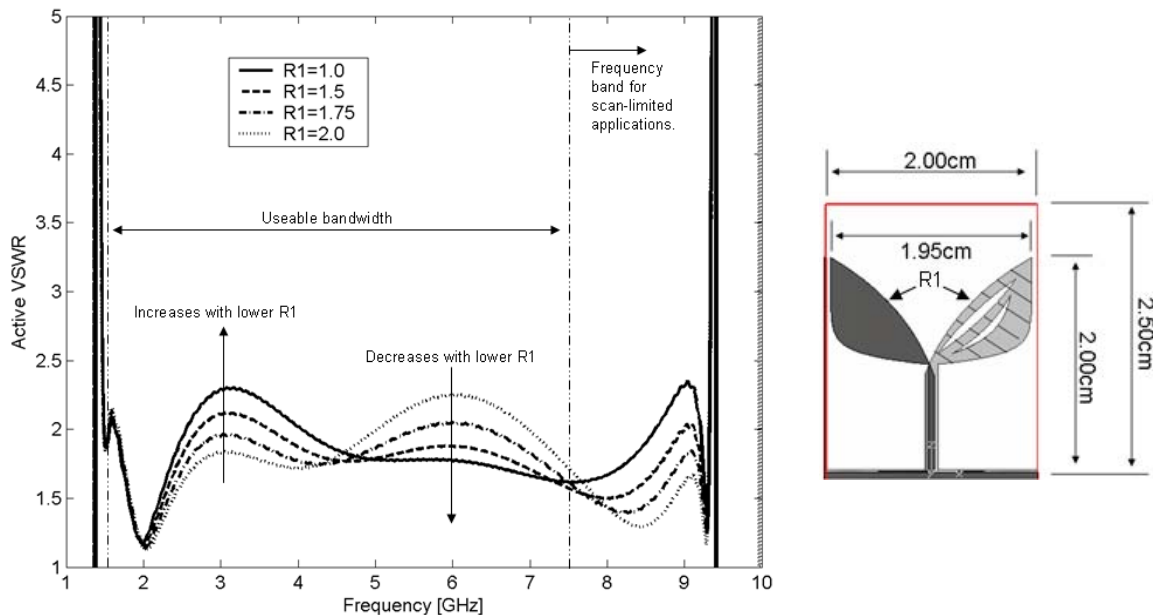 5
4.5
4
3.5
3
2.5
2
1.5
1
Active VSWR
R1=1.0
R1=1.5
R1=1.75
R1=2.0
Frequency
band for
scan-limited
applications.
Useable bandwidth
Increases with lower R1
Decreases with lower R1
1 2 3 4 5 6 7 8 9 10
Frequency [GHz]
2.00cm
1.95cm
R1
2.00cm
2.50cm